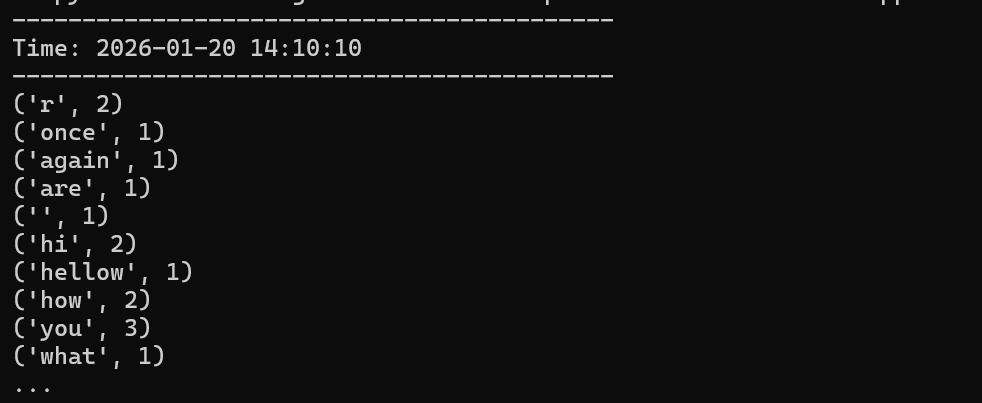 -------------------------------------------
Time: 2026-01-20 14:10:10
-------------------------------------------
('r', 2)
('once', 1)
('again', 1)
('are', 1)
('', 1)
('hi', 2)
('hellow', 1)
('how', 2)
('you', 3)
('what', 1)
...